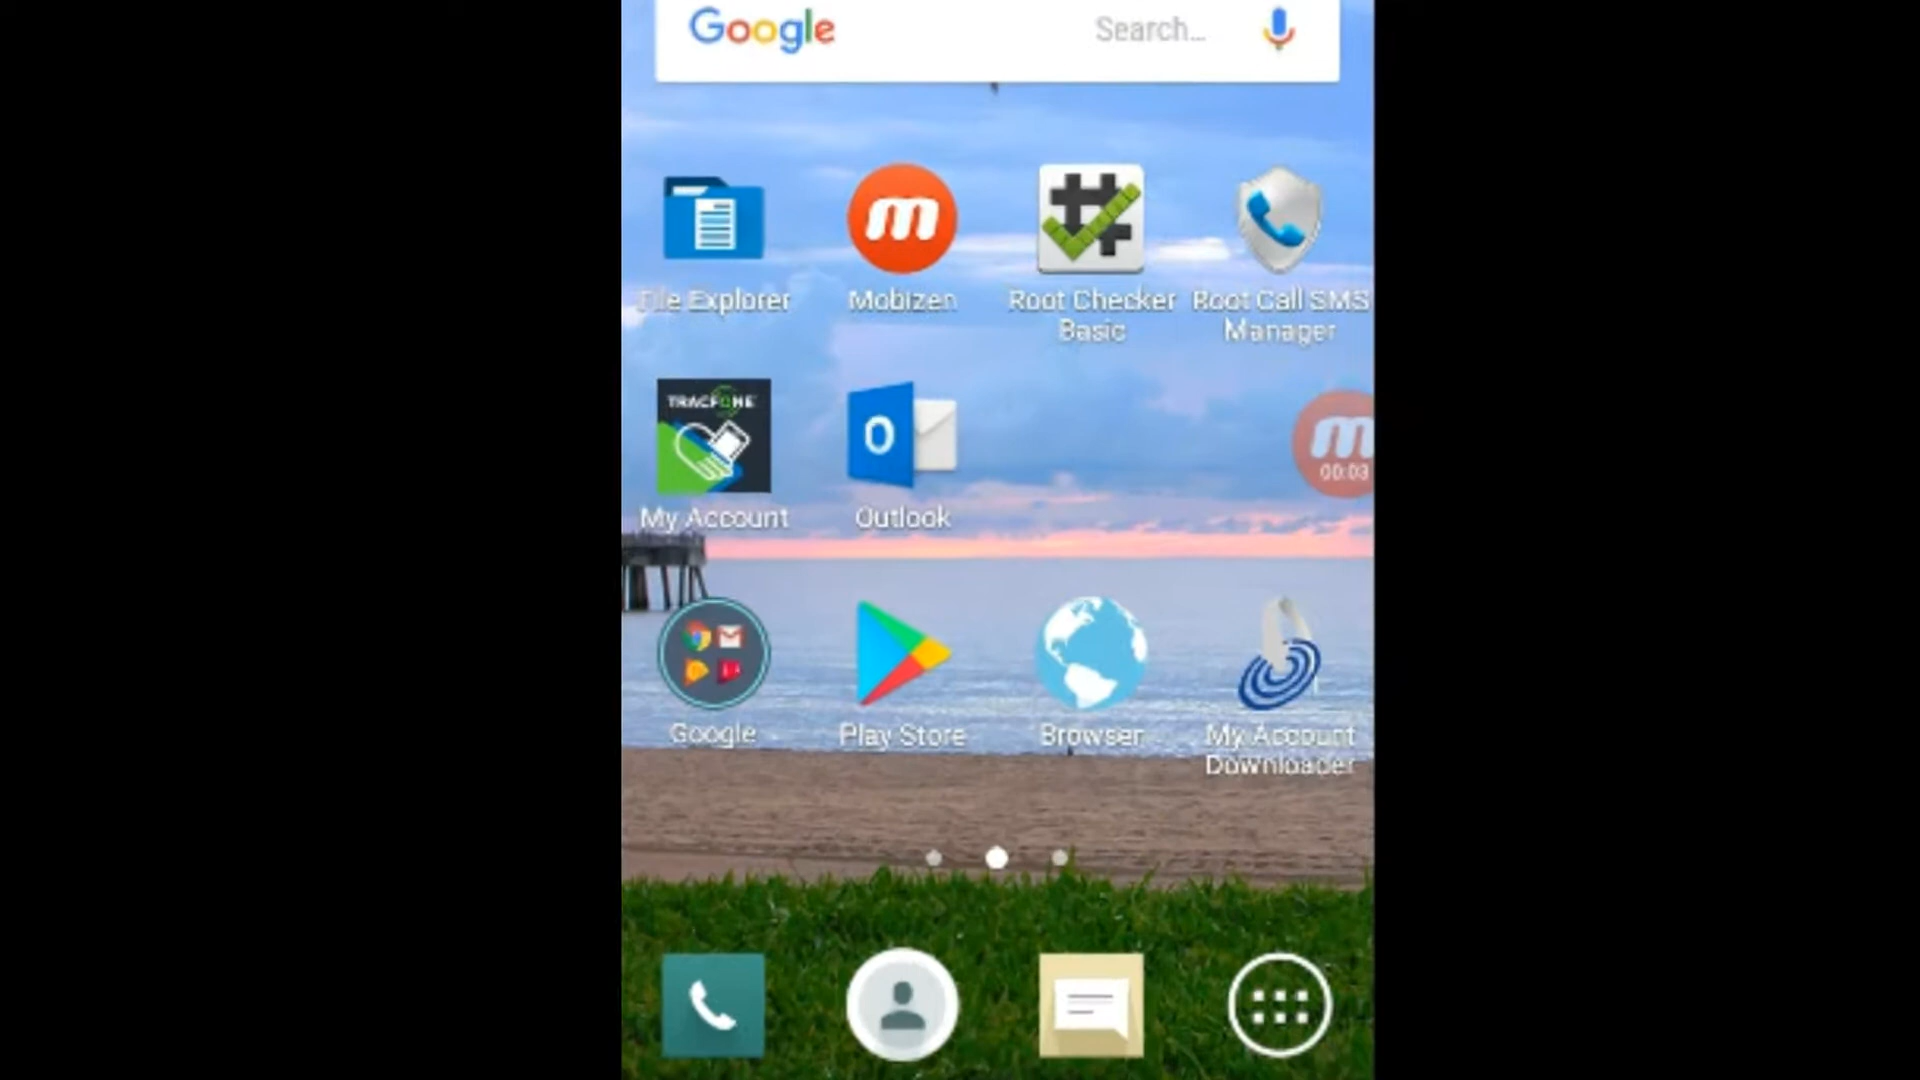 Google Search...
File Explorer
Mobizen
Root Checker
Basic
Root Call SMS
Manager
TRACFONE
00:03
My Account
Outlook
Google
Play Store
Browser
My Account
Downloader